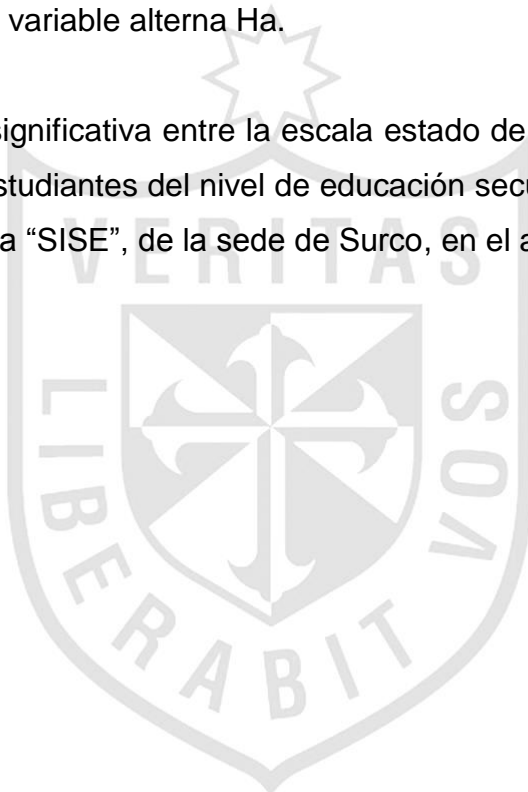 variable alterna Ha.
significativa entre la escala estado de
studiantes del nivel de educación secu
a “SISE”, de la sede de Surco, en el a
VERITAS
LIBERABIT
VOS